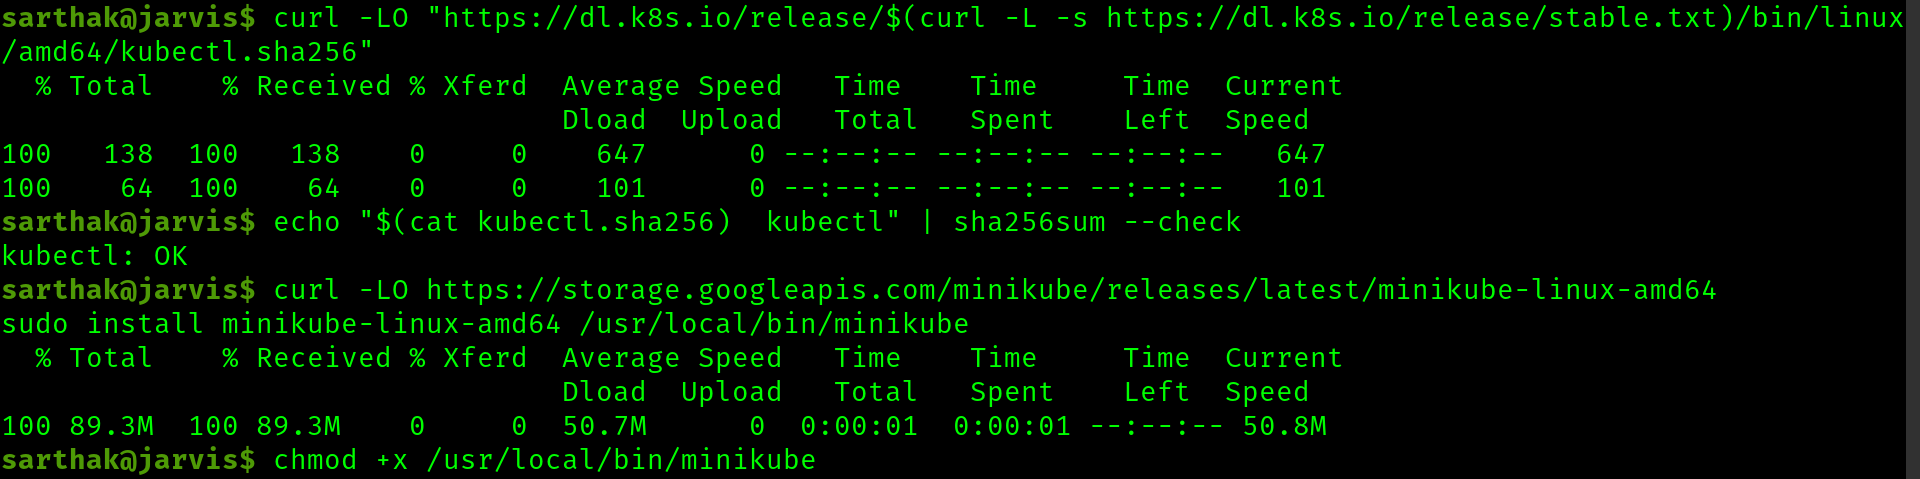 sarthak@jarvis$ curl -LO "https://dl.k8s.io/release/$(curl -L -s https://dl.k8s.io/release/stable.txt)/bin/linux
/amd64/kubectl.sha256"
  % Total    % Received % Xferd  Average Speed   Time    Time     Time  Current
                                 Dload  Upload   Total   Spent    Left  Speed
100   138  100   138    0     0    647      0 --:--:-- --:--:-- --:--:--   647
100    64  100    64    0     0    101      0 --:--:-- --:--:-- --:--:--   101
sarthak@jarvis$ echo "$(cat kubectl.sha256)  kubectl" | sha256sum --check
kubectl: OK
sarthak@jarvis$ curl -LO https://storage.googleapis.com/minikube/releases/latest/minikube-linux-amd64
sudo install minikube-linux-amd64 /usr/local/bin/minikube
  % Total    % Received % Xferd  Average Speed   Time    Time     Time  Current
                                 Dload  Upload   Total   Spent    Left  Speed
100 89.3M  100 89.3M    0     0  50.7M      0  0:00:01  0:00:01 --:--:-- 50.8M
sarthak@jarvis$ chmod +x /usr/local/bin/minikube